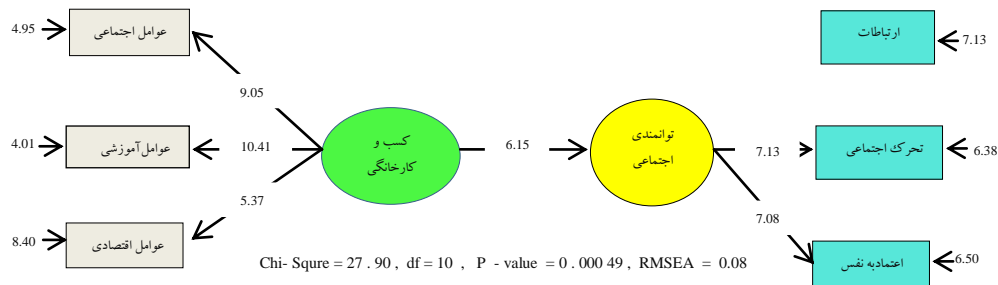 4.95
عوامل اجتماعی
ارتباطات
7.13
9.05
4.01
عوامل آموزشی
10.41
کسب و
کارخانگی
6.15
توانمندی
اجتماعی
7.13
تحرک اجتماعی
6.38
5.37
7.08
8.40
عوامل اقتصادی
اعتمادبه نفس
6.50
Chi- Squre = 27 . 90 , df = 10 , P - value = 0 . 000 49 , RMSEA = 0.08